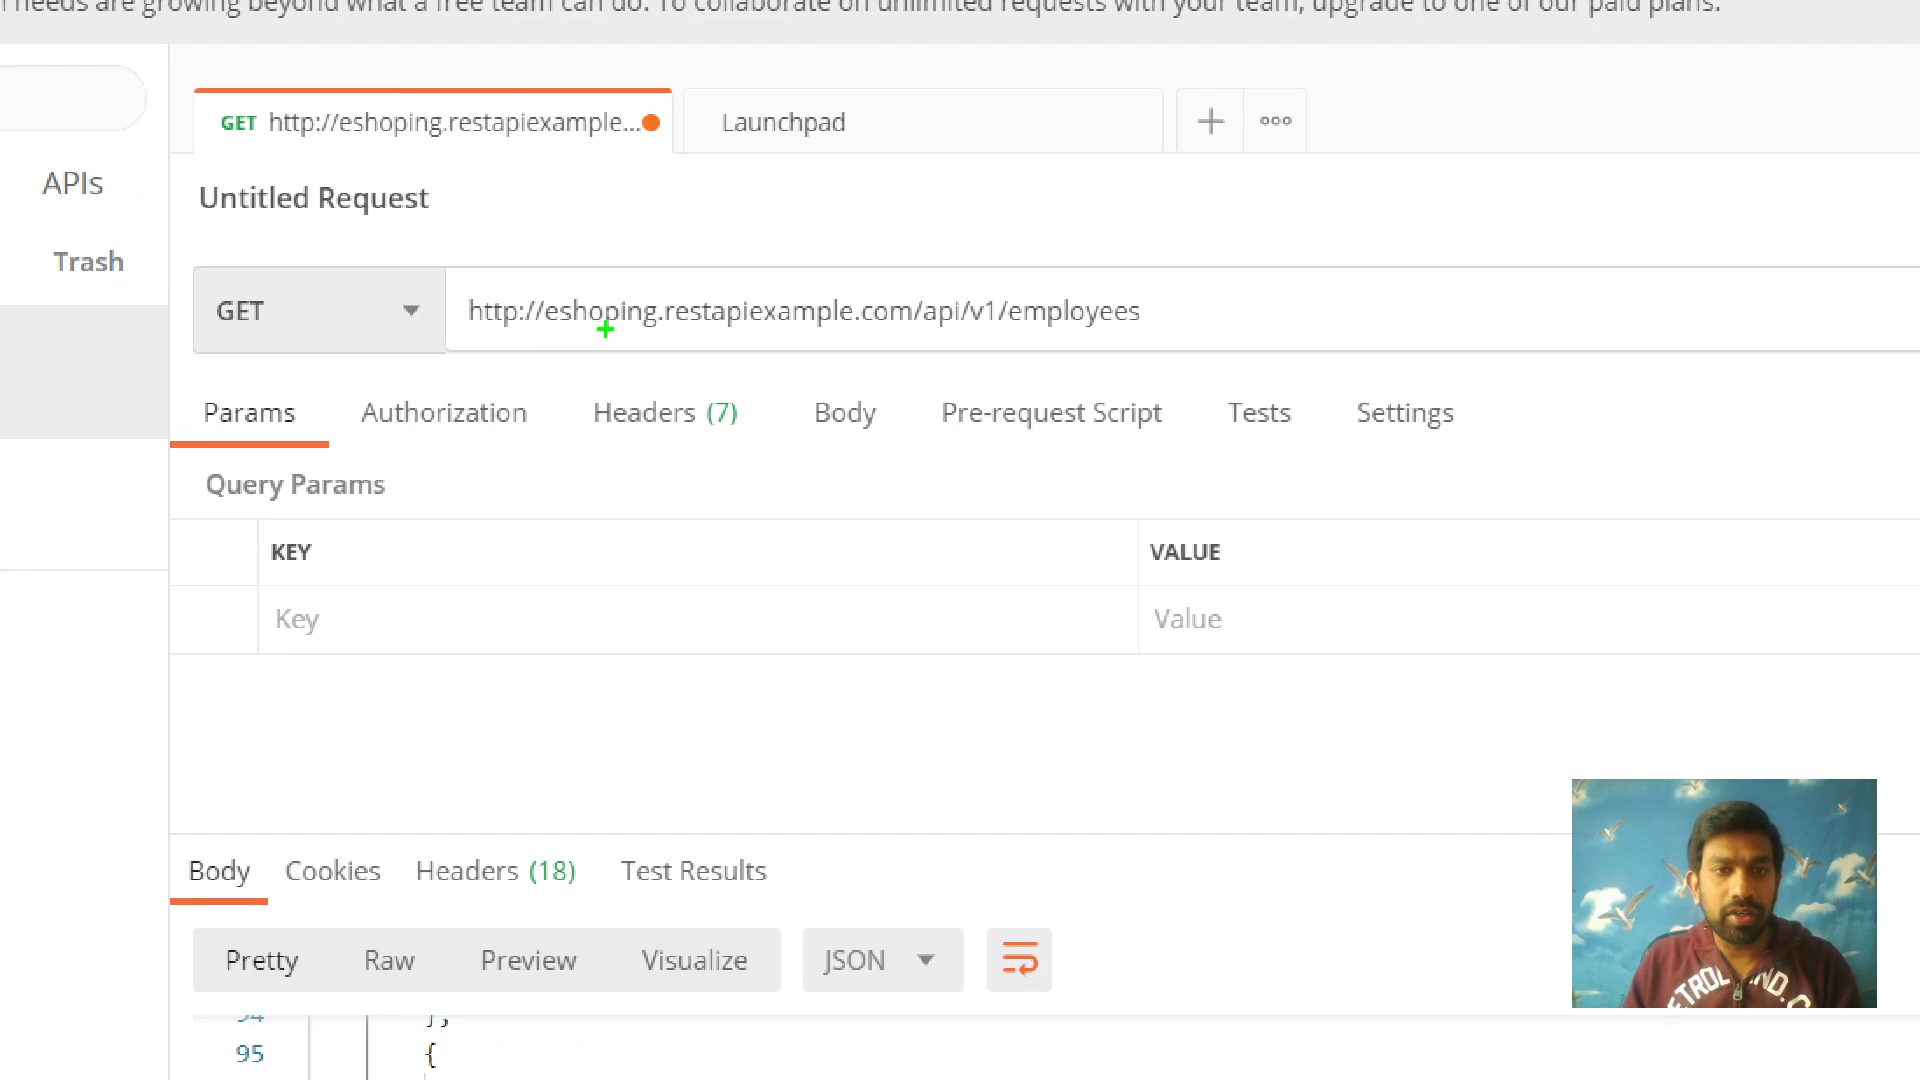 needs are growing beyond what a free team can do. To collaborate on unlimited requests with your team, upgrade to one of our paid plans.
GET http://eshoping.restapiexample...
Launchpad
ooo
APIs
Trash
Untitled Request
GET
http://eshoping.restapiexample.com/api/v1/employees
Params
Authorization
Headers (7)
Body
Pre-request Script
Tests
Settings
Query Params
KEY
VALUE
Key
Value
Body
Cookies
Headers (18)
Test Results
Pretty
Raw
Preview
Visualize
JSON
94 },
95 {